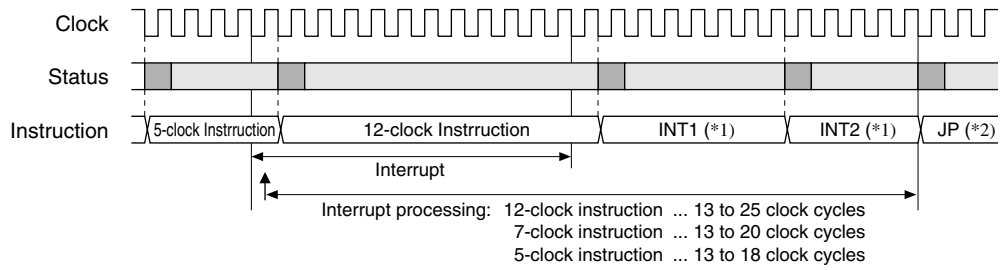 Clock
Status
Instruction
5-clock Instrruction 12-clock Instrruction INT1 (*1) INT2 (*1) JP (*2)
Interrupt
Interrupt processing: 12-clock instruction ... 13 to 25 clock cycles
7-clock instruction ... 13 to 20 clock cycles
5-clock instruction ... 13 to 18 clock cycles